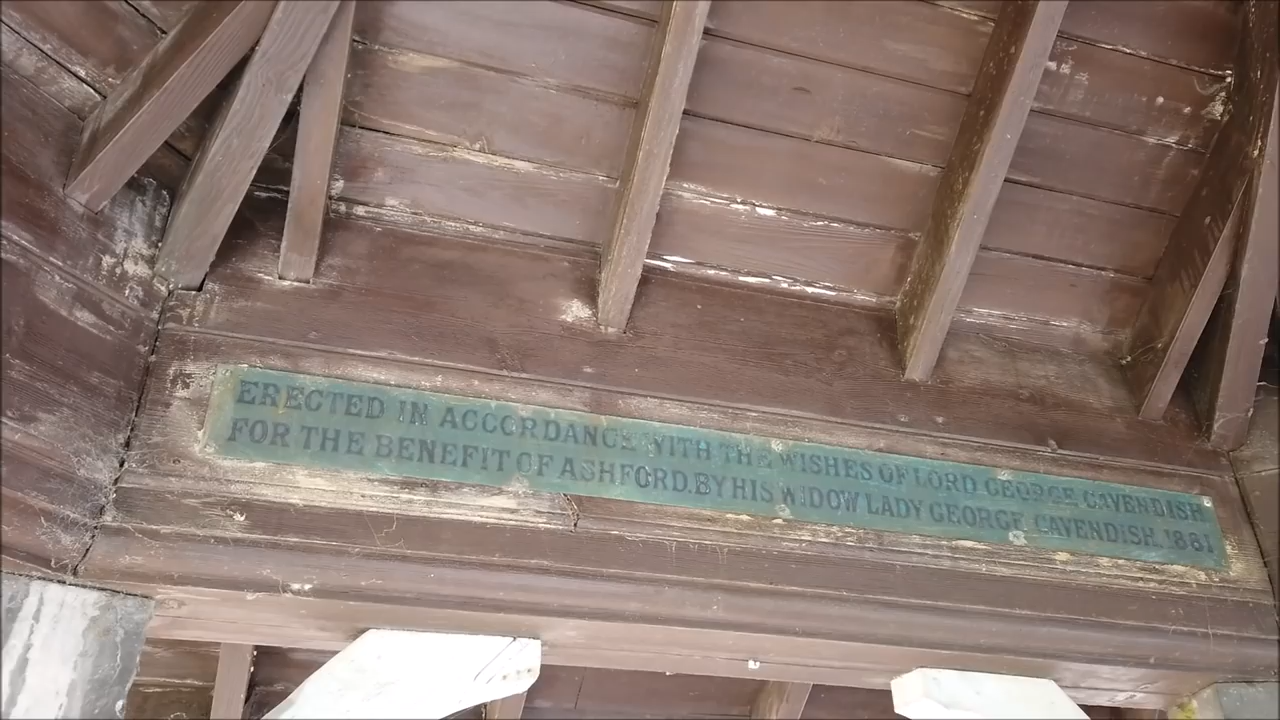 ERECTED IN ACCORDANCE WITH THE WISHES OF LORD GEORGE CAVENDISH.
FOR THE BENEFIT OF ASHFORD.BY HIS WIDOW LADY GEORGE CAVENDISH.1881